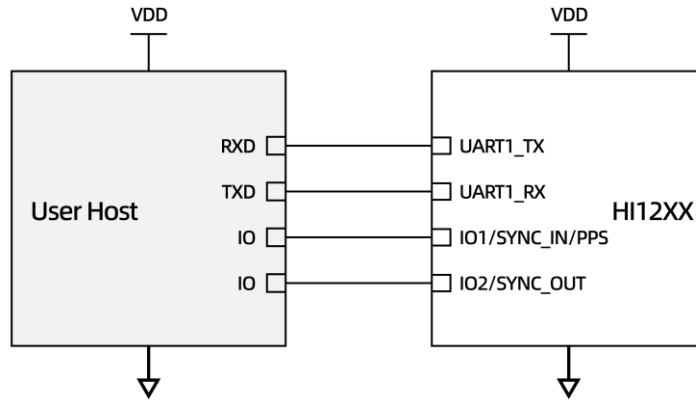 VDD VDD
RXD UART1_TX
TXD UART1_RX
User Host HI12XX
IO IO1/SYNC_IN/PPS
IO IO2/SYNC_OUT